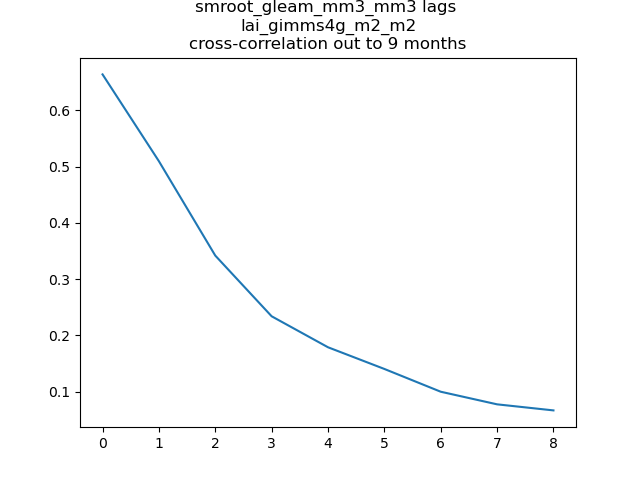 smroot_gleam_mm3_mm3 lags
lai_gimms4g_m2_m2
cross-correlation out to 9 months
0.6
0.5
0.4
0.3
0.2
0.1
0 1 2 3 4 5 6 7 8